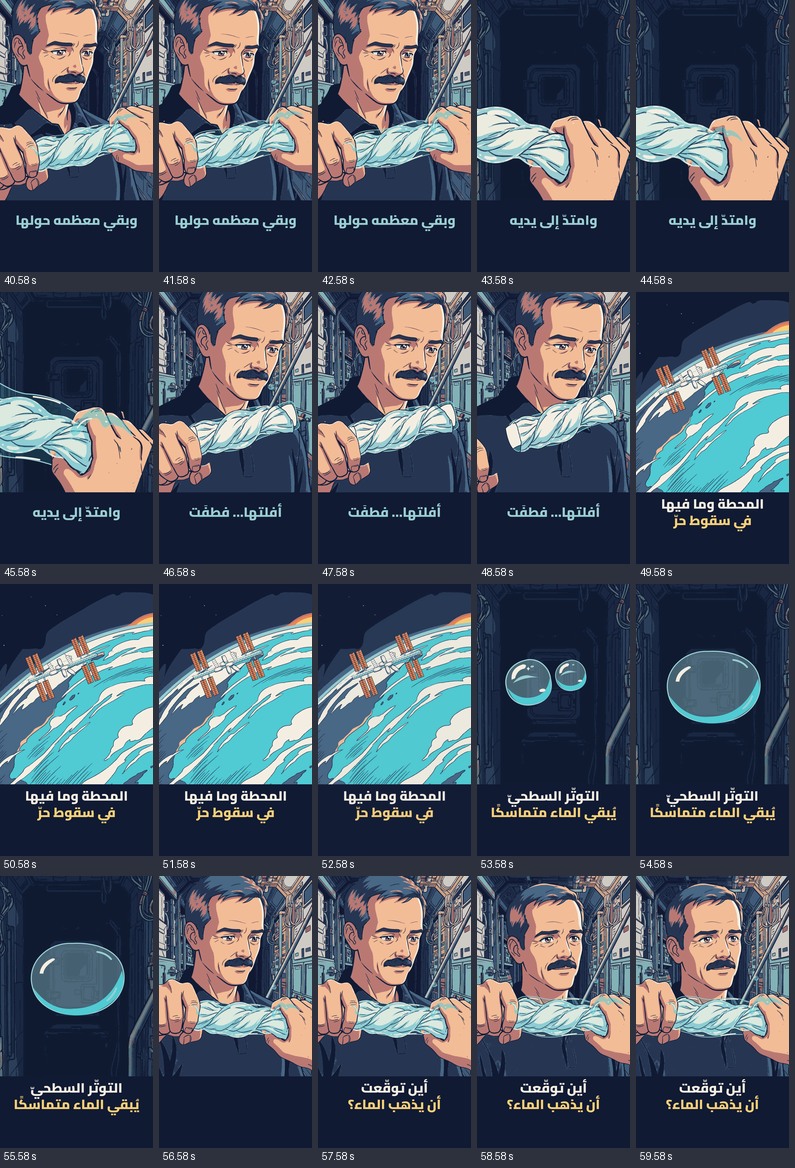 وبقي معظمه حولها
وبقي معظمه حولها
وبقي معظمه حولها
وامتدّ إلى يديه
وامتدّ إلى يديه
40.58 s
41.58 s
42.58 s
43.58 s
44.58 s
وامتدّ إلى يديه
أفلتها... فطفَت
أفلتها... فطفَت
أفلتها... فطفَت
المحطة وما فيها
في سقوط حرّ
45.58 s
46.58 s
47.58 s
48.58 s
49.58 s
المحطة وما فيها
في سقوط حرّ
المحطة وما فيها
في سقوط حرّ
المحطة وما فيها
في سقوط حرّ
التوتّر السطحيّ
يُبقي الماء متماسكًا
التوتّر السطحيّ
يُبقي الماء متماسكًا
50.58 s
51.58 s
52.58 s
53.58 s
54.58 s
التوتّر السطحيّ
يُبقي الماء متماسكًا
أين توقّعت
أن يذهب الماء؟
أين توقّعت
أن يذهب الماء؟
أين توقّعت
أن يذهب الماء؟
55.58 s
56.58 s
57.58 s
58.58 s
59.58 s